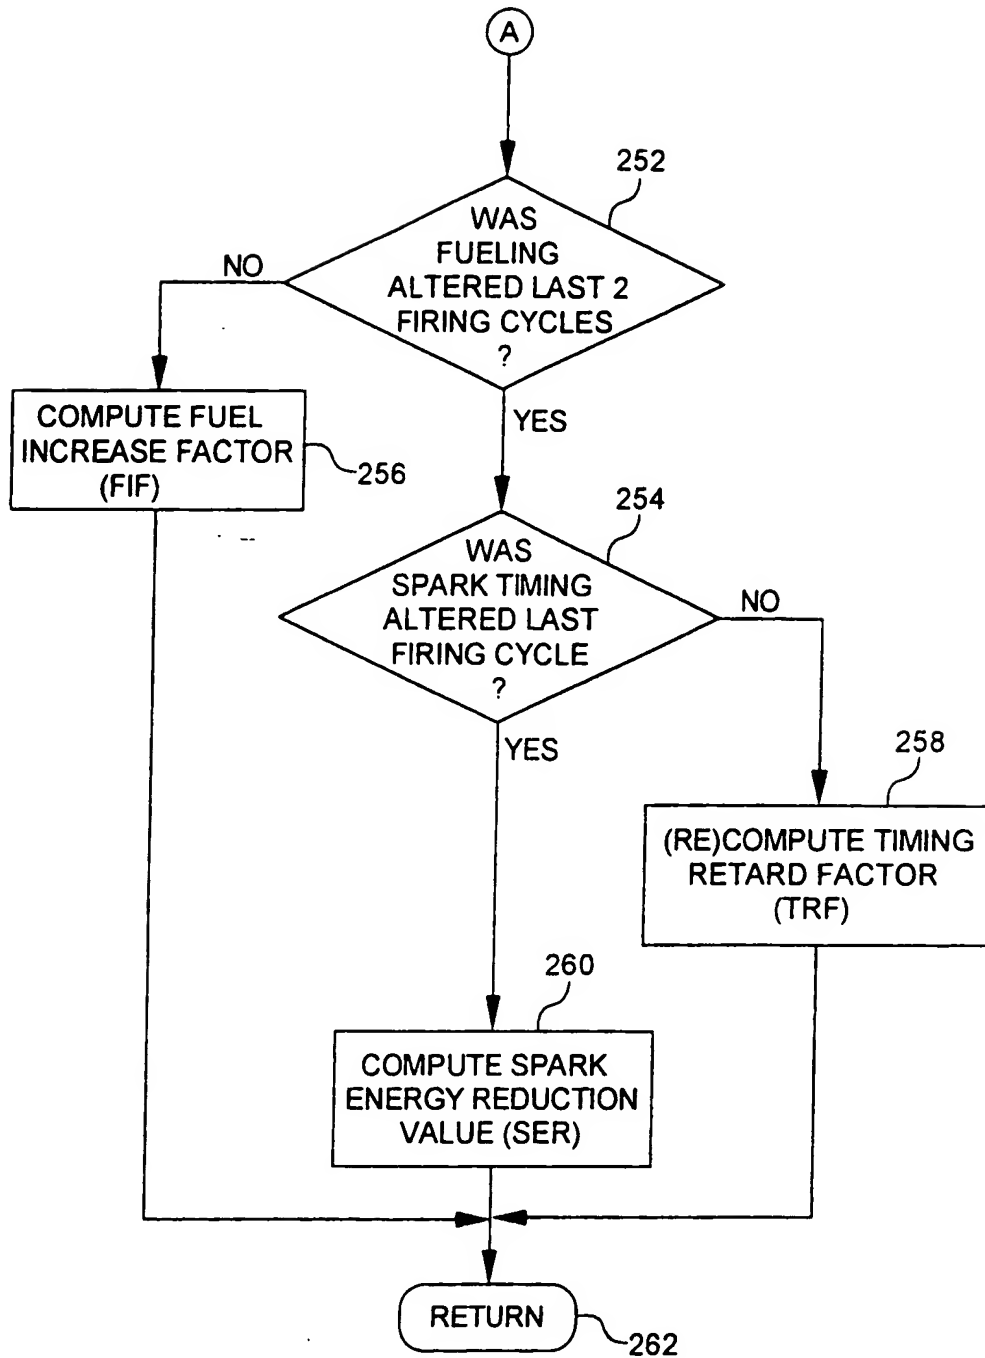 A
252
WAS
FUELING
ALTERED LAST 2
FIRING CYCLES
?
NO
YES
COMPUTE FUEL
INCREASE FACTOR
(FIF)
256
254
WAS
SPARK TIMING
ALTERED LAST
FIRING CYCLE
?
NO
YES
258
(RE)COMPUTE TIMING
RETARD FACTOR
(TRF)
260
COMPUTE SPARK
ENERGY REDUCTION
VALUE (SER)
RETURN
262